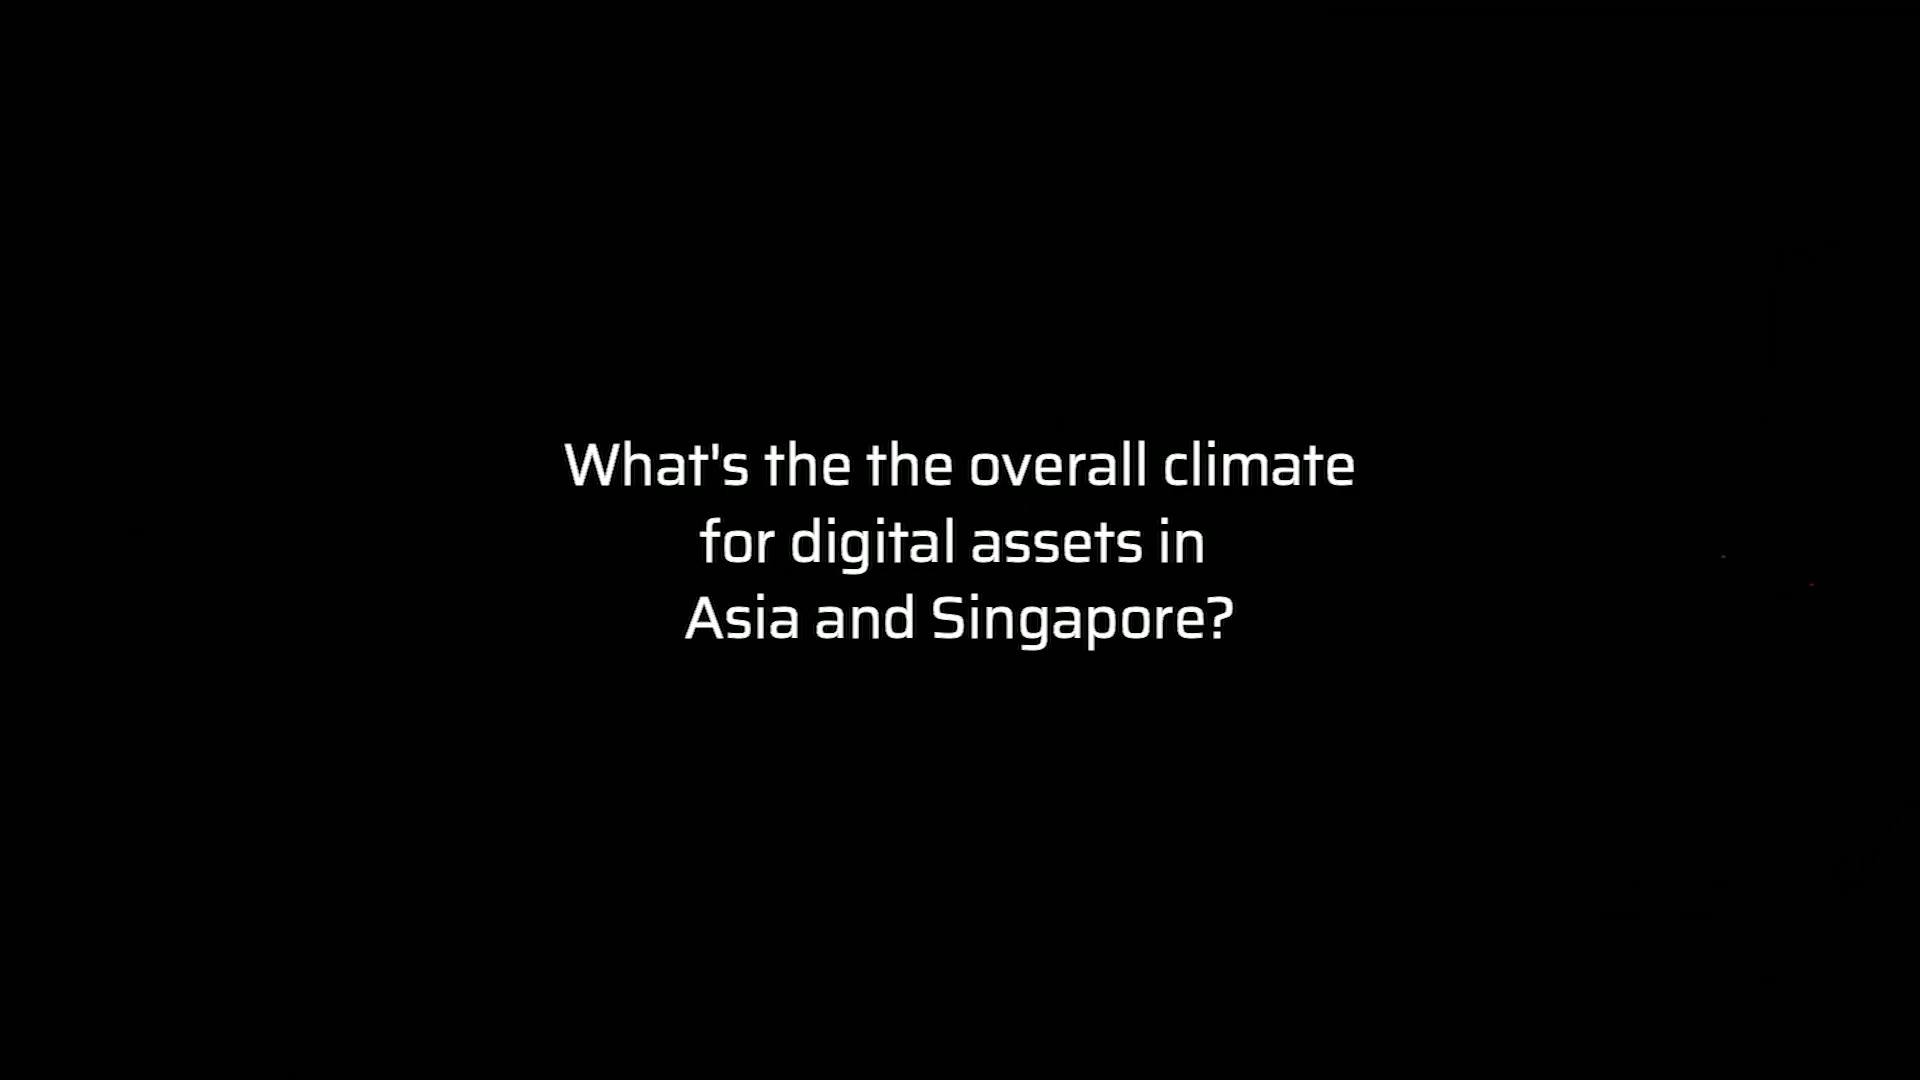 What's the the overall climate
for digital assets in
Asia and Singapore?